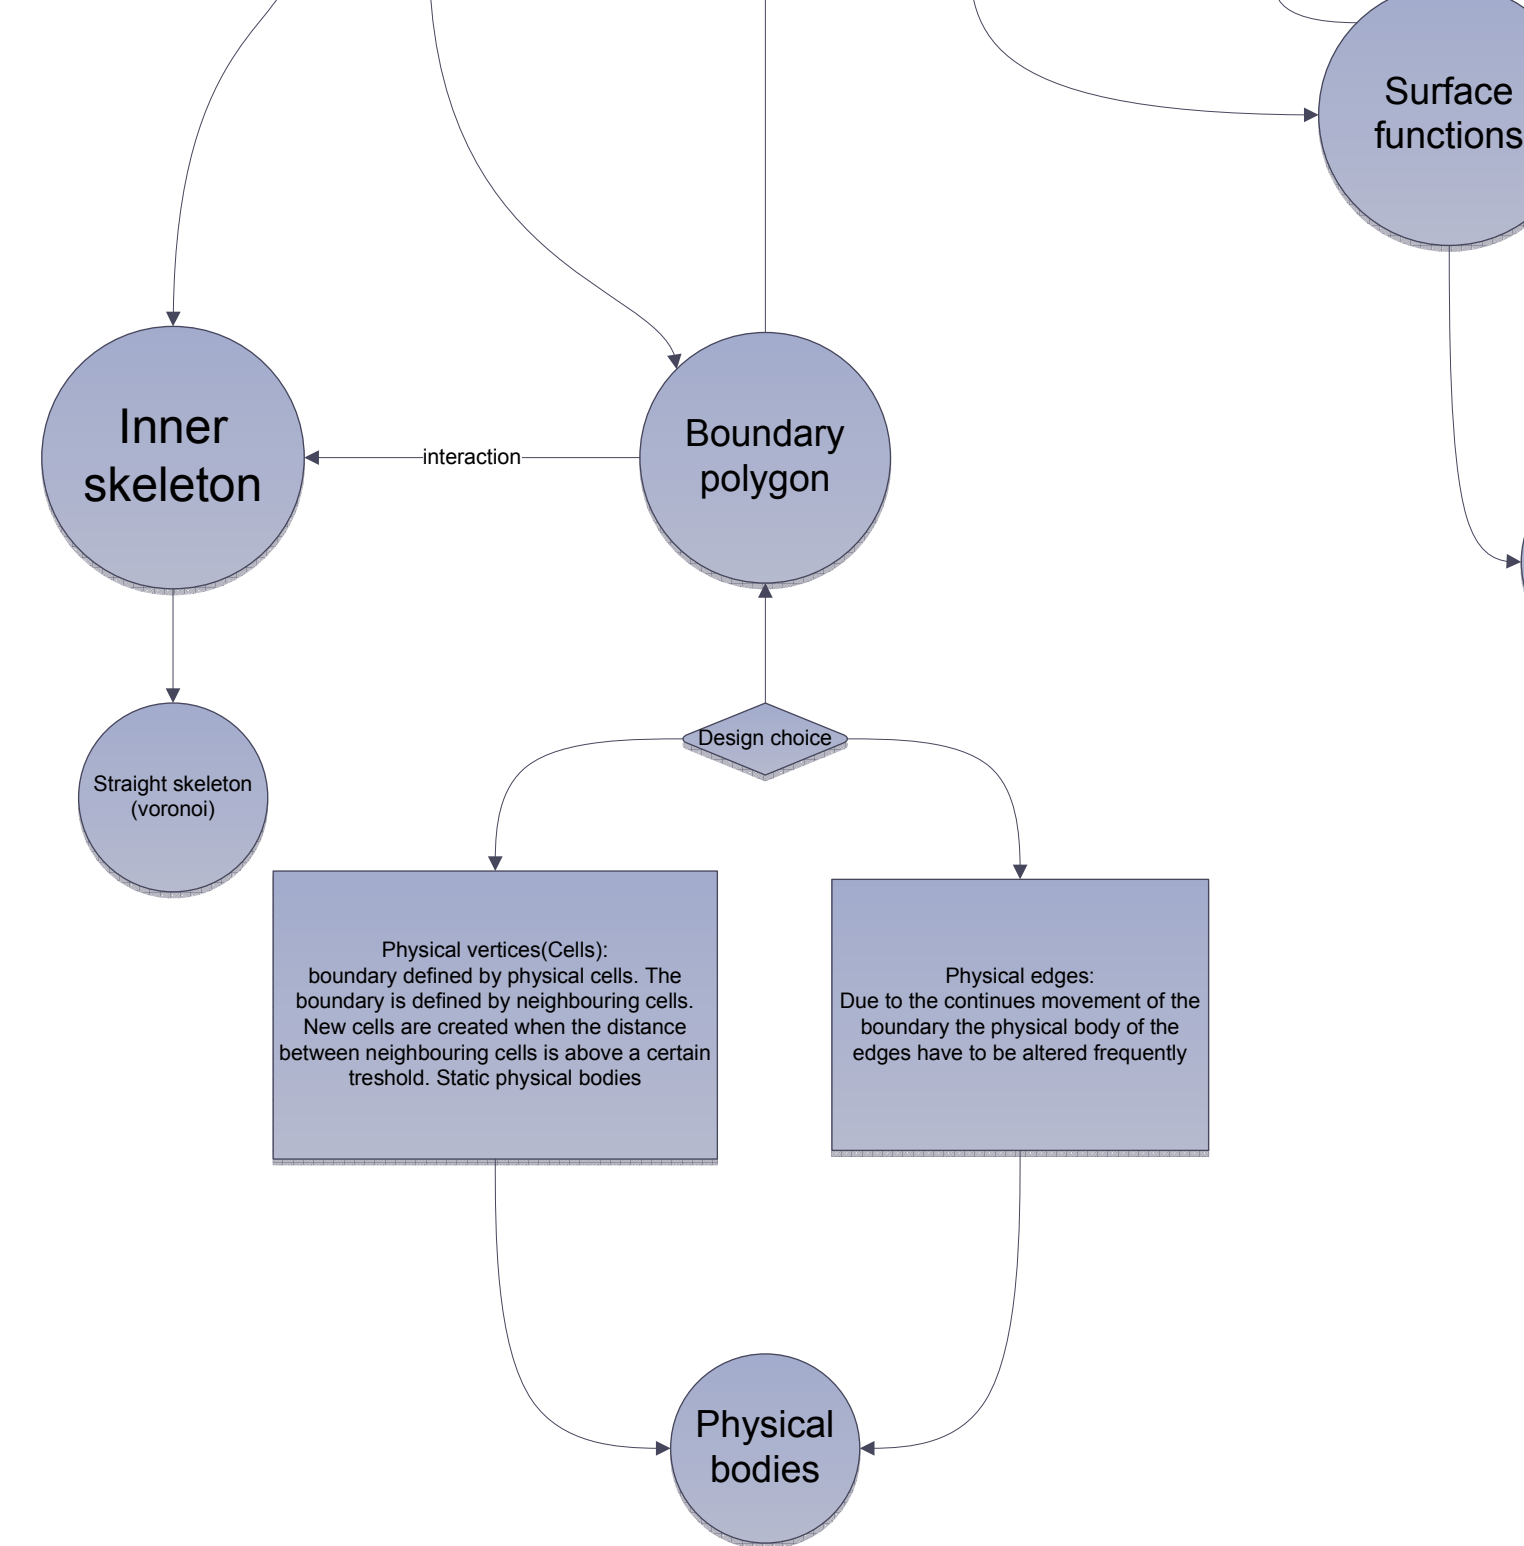 Surface
functions
Inner
skeleton
interaction
Boundary
polygon
Design choice
Straight skeleton
(voronoi)
Physical vertices(Cells):
boundary defined by physical cells. The
boundary is defined by neighbouring cells.
New cells are created when the distance
between neighbouring cells is above a certain
treshold. Static physical bodies
Physical edges:
Due to the continues movement of the
boundary the physical body of the
edges have to be altered frequently
Physical
bodies